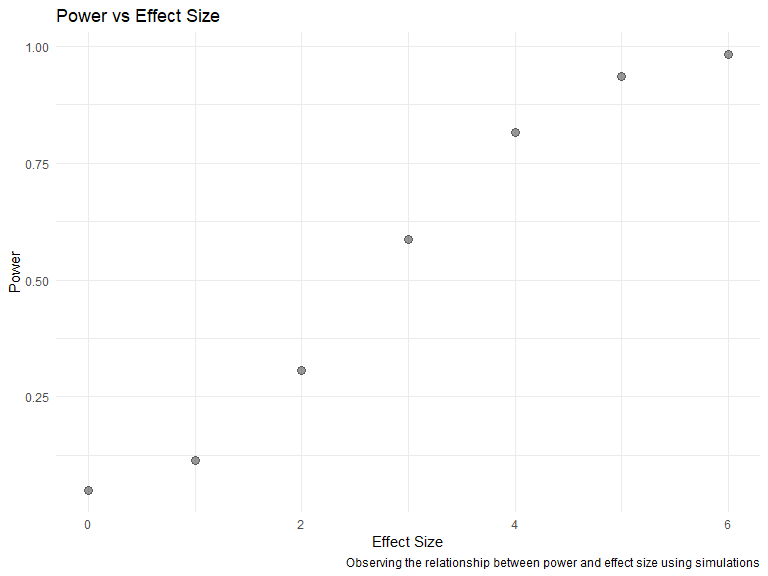 Power vs Effect Size
1.00
0.75
0.50
0.25
Power
0 2 4 6
Effect Size
Observing the relationship between power and effect size using simulations